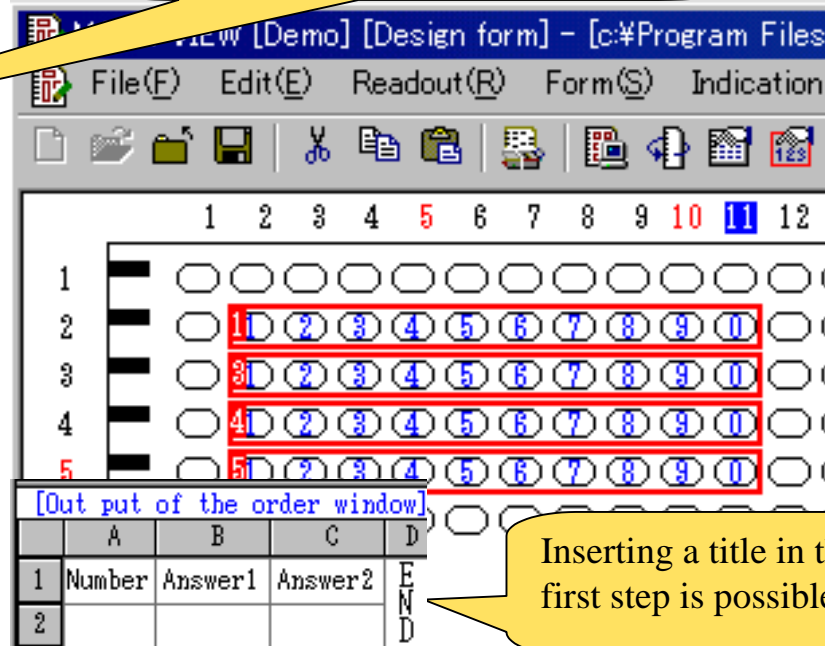 VIEW [Demo] [Design form] - [c:¥Program Files
File(F) Edit(E) Readout(R) Form(S) Indication
1 2 3 4 5 6 7 8 9 10 11 12
1
2 1 1 2 3 4 5 6 7 8 9 0
3 3 1 2 3 4 5 6 7 8 9 0
4 4 1 2 3 4 5 6 7 8 9 0
5 5 1 2 3 4 5 6 7 8 9 0
[Out put of the order window]
A B C D
1 Number Answer1 Answer2 END
2
Inserting a title in
first step is possible